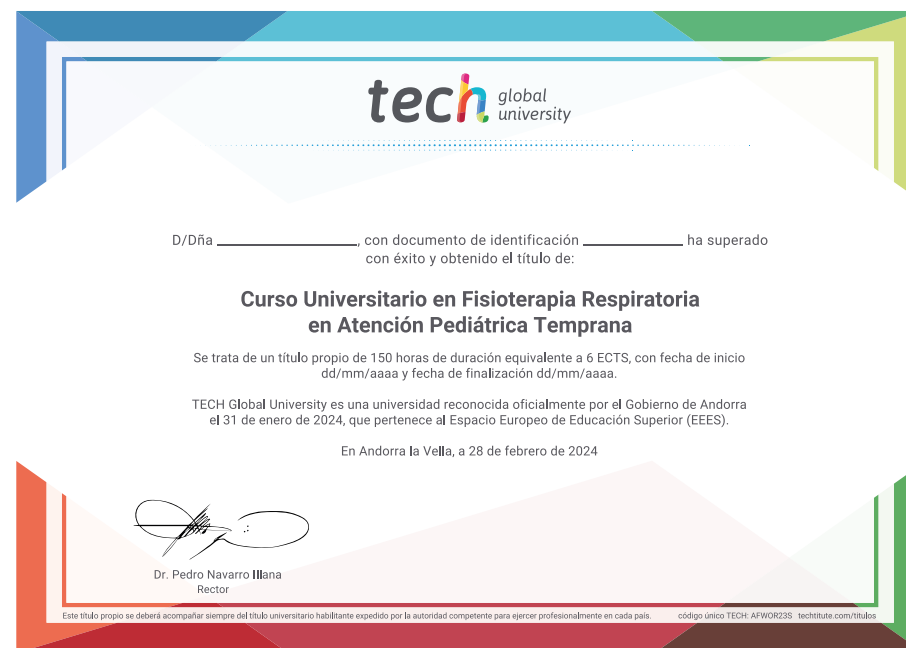 tech global university
D/Dña ____________, con documento de identificación ____________ ha superado
con éxito y obtenido el título de:
Curso Universitario en Fisioterapia Respiratoria
en Atención Pediátrica Temprana
Se trata de un título propio de 150 horas de duración equivalente a 6 ECTS, con fecha de inicio
dd/mm/aaaa y fecha de finalización dd/mm/aaaa.
TECH Global University es una universidad reconocida oficialmente por el Gobierno de Andorra
el 31 de enero de 2024, que pertenece al Espacio Europeo de Educación Superior (EEES).
En Andorra la Vella, a 28 de febrero de 2024
Dr. Pedro Navarro Illana
Rector
Este título propio se deberá acompañar siempre del título universitario habilitante expedido por la autoridad competente para ejercer profesionalmente en cada país. código único TECH: AFWOR23S techtitute.com/titulos